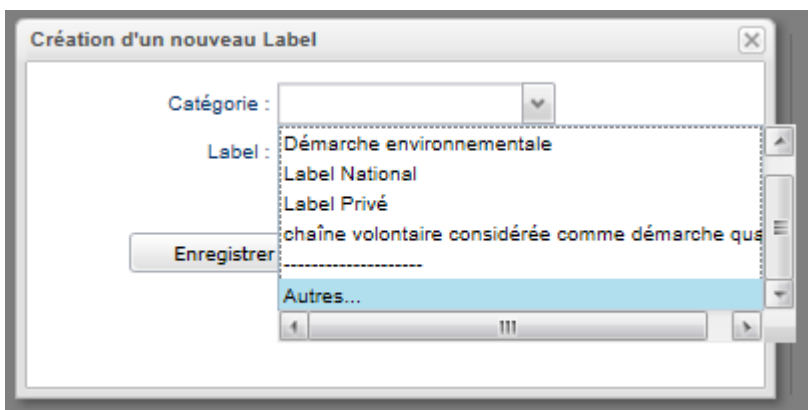 Création d'un nouveau Label
Catégorie :
Label :
Démarche environnementale
Label National
Label Privé
chaîne volontaire considérée comme démarche qua
--------------------
Autres...
Enregistrer